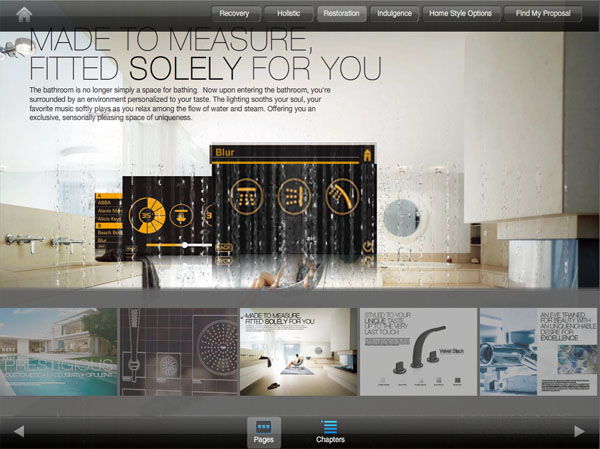 Recovery
Holistic
Restoration
Indulgence
Home Style Options
Find My Proposal
MADE TO MEASURE,
FITTED SOLELY FOR YOU
The bathroom is no longer simply a space for bathing. Now upon entering the bathroom, you're
surrounded by an environment personalized to your taste. The lighting sooths your soul, your
favorite music softly plays as you relax among the flow of water and steam. Offering you an
exclusive, sensorially pleasing space of uniqueness.
Blur
A
ABBA
Alicia Keys
B
Blur
35°
PRESTIGIOUS
MADE TO MEASURE,
FITTED SOLELY FOR YOU
STYLED TO YOUR
UNIQUE TASTE,
UP TO THE VERY
LAST TOUCH
Velvet Black
AN EYE TRAINED
FOR BEAUTY WITH
AN UNQUENCHABLE
DESIRE FOR
EXCELLENCE
Pages
Chapters